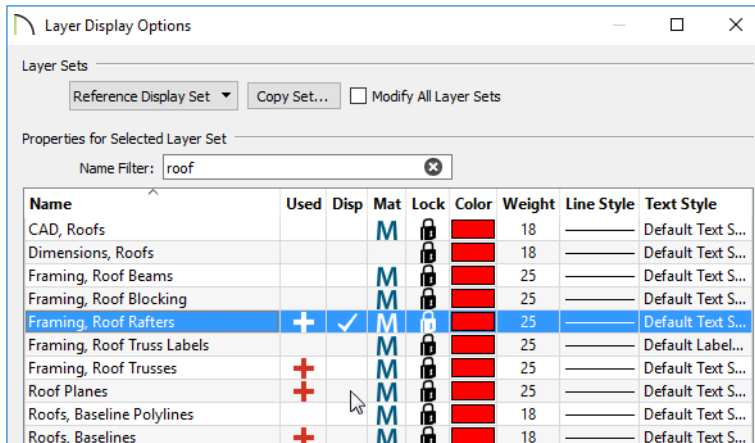 Layer Display Options
Layer Sets
Reference Display Set Copy Set... Modify All Layer Sets
Properties for Selected Layer Set
Name Filter: roof
Name Used Disp Mat Lock Color Weight Line Style Text Style
CAD, Roofs M 18 Default Text S...
Dimensions, Roofs 18 Default Text S...
Framing, Roof Beams M 25 Default Text S...
Framing, Roof Blocking M 25 Default Text S...
Framing, Roof Rafters M 25 Default Text S...
Framing, Roof Truss Labels M 18 Default Label...
Framing, Roof Trusses M 25 Default Text S...
Roof Planes M 25 Default Text S...
Roofs, Baseline Polylines M 18 Default Text S...
Roofs, Baselines M 18 Default Text S...